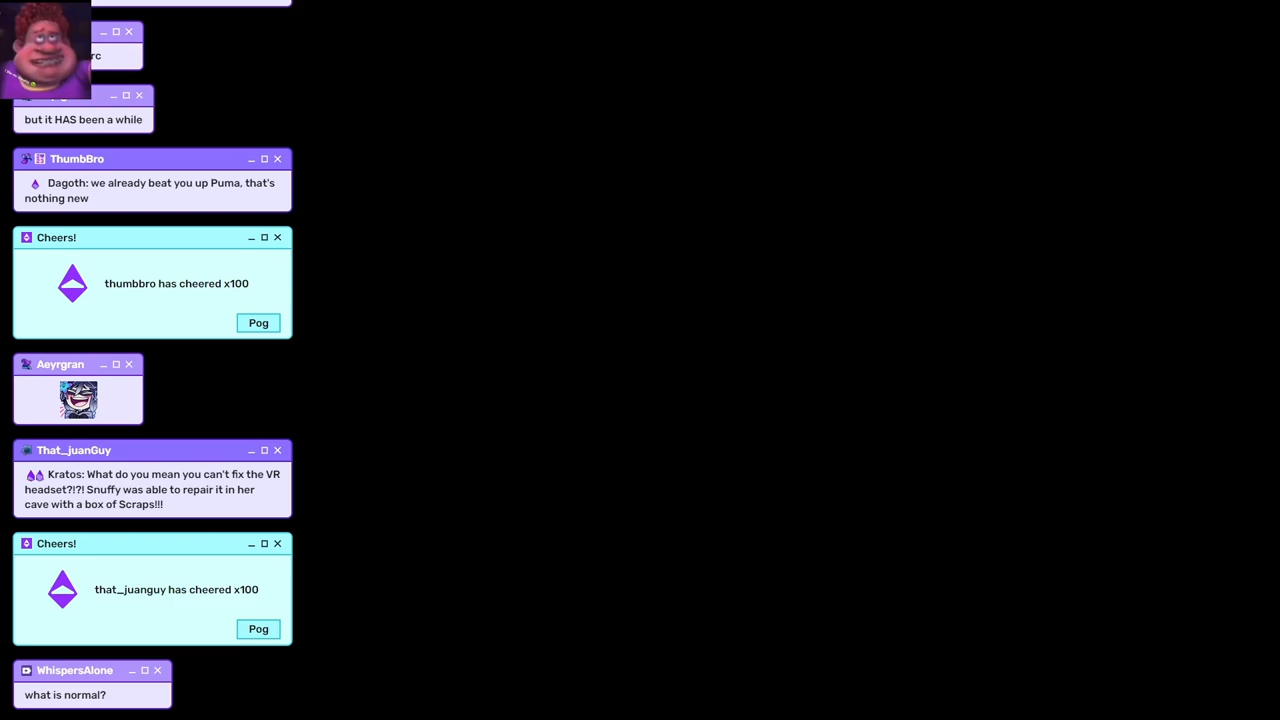 rc
but it HAS been a while
ThumbBro
Dagoth: we already beat you up Puma, that's
nothing new
Cheers!
thumbbro has cheered x100
Pog
Aeyrgran
That_juanGuy
Kratos: What do you mean you can't fix the VR
headset?!?! Snuffy was able to repair it in her
cave with a box of Scraps!!!
Cheers!
that_juanguy has cheered x100
Pog
WhispersAlone
what is normal?